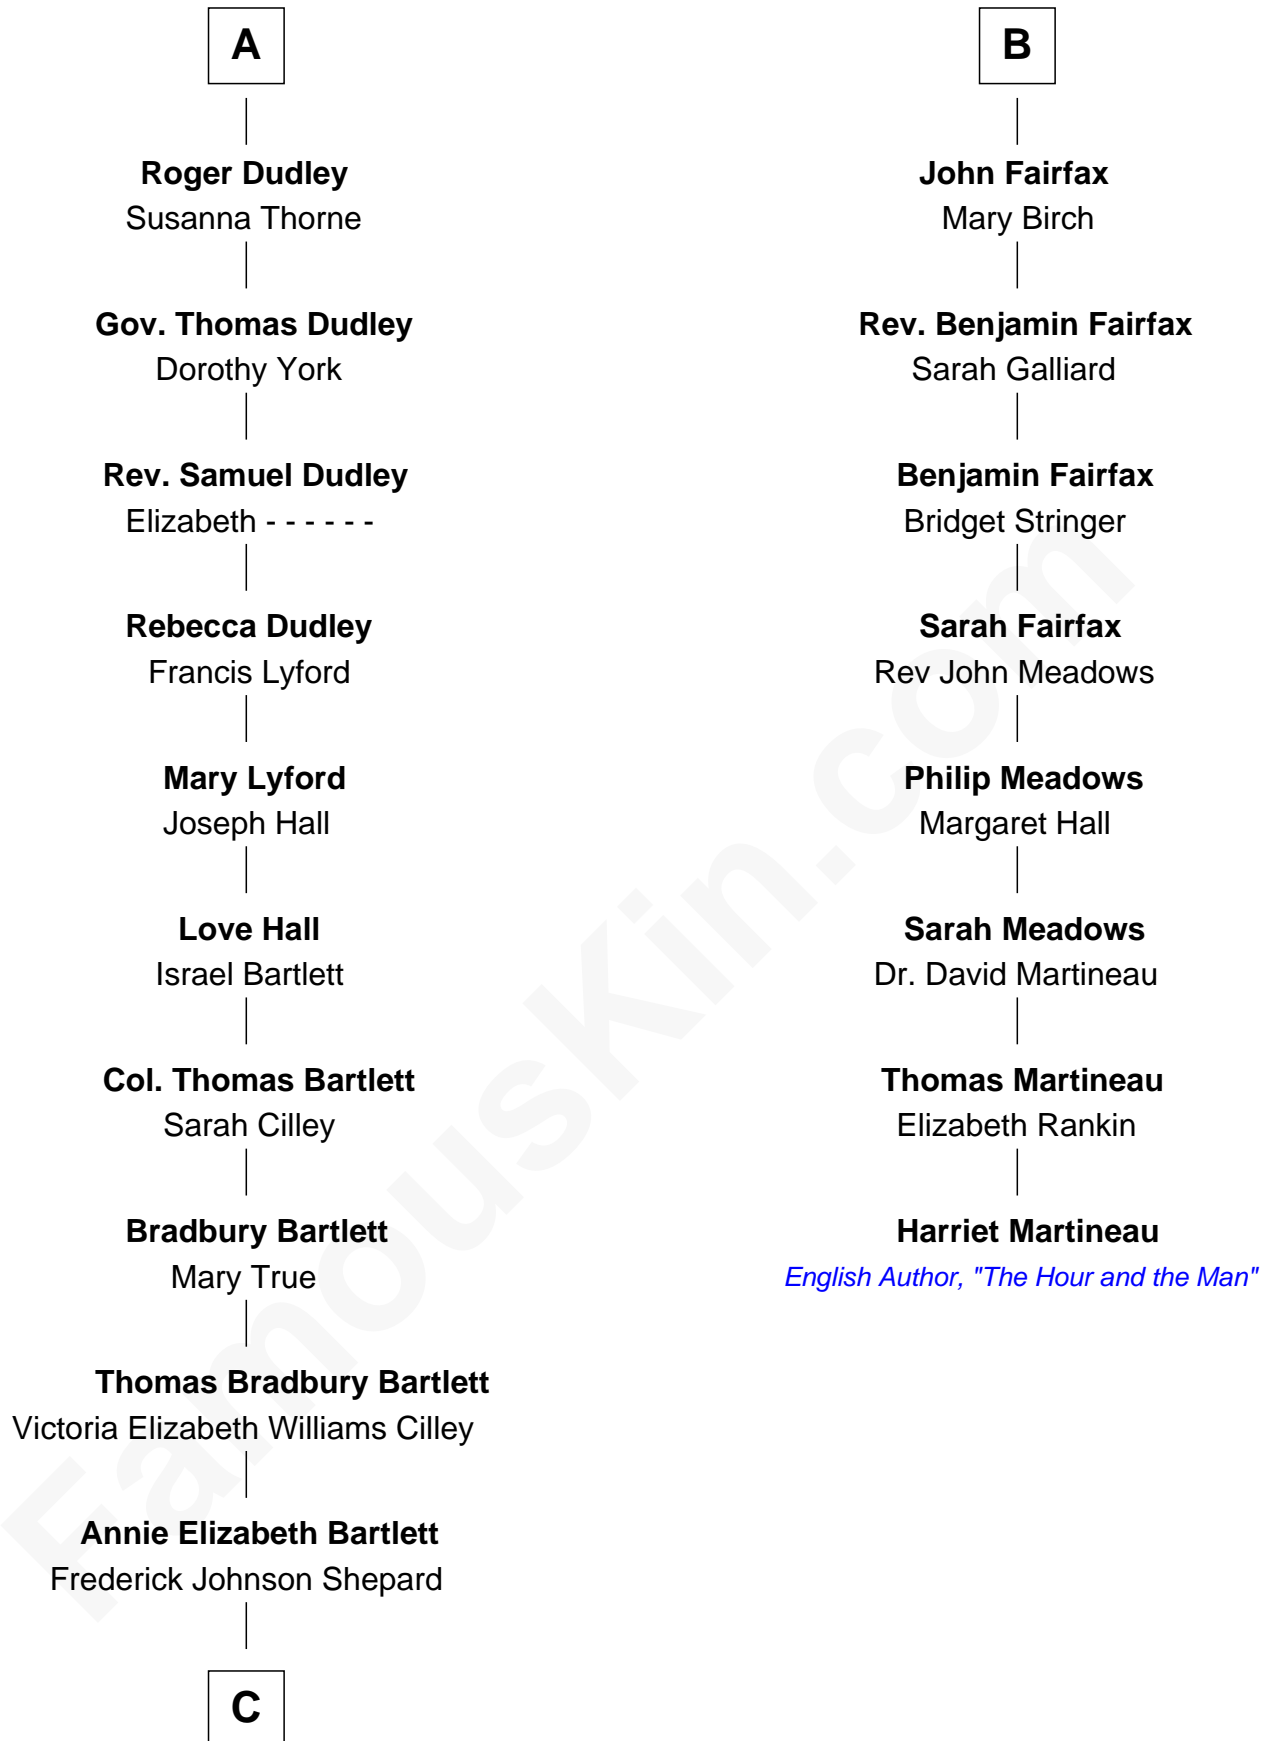 A
Roger Dudley
Susanna Thorne
Gov. Thomas Dudley
Dorothy York
Rev. Samuel Dudley
Elizabeth - - - - - -
Rebecca Dudley
Francis Lyford
Mary Lyford
Joseph Hall
Love Hall
Israel Bartlett
Col. Thomas Bartlett
Sarah Cilley
Bradbury Bartlett
Mary True
Thomas Bradbury Bartlett
Victoria Elizabeth Williams Cilley
Annie Elizabeth Bartlett
Frederick Johnson Shepard
C
B
John Fairfax
Mary Birch
Rev. Benjamin Fairfax
Sarah Galliard
Benjamin Fairfax
Bridget Stringer
Sarah Fairfax
Rev John Meadows
Philip Meadows
Margaret Hall
Sarah Meadows
Dr. David Martineau
Thomas Martineau
Elizabeth Rankin
Harriet Martineau
English Author, "The Hour and the Man"
FamousKin.com